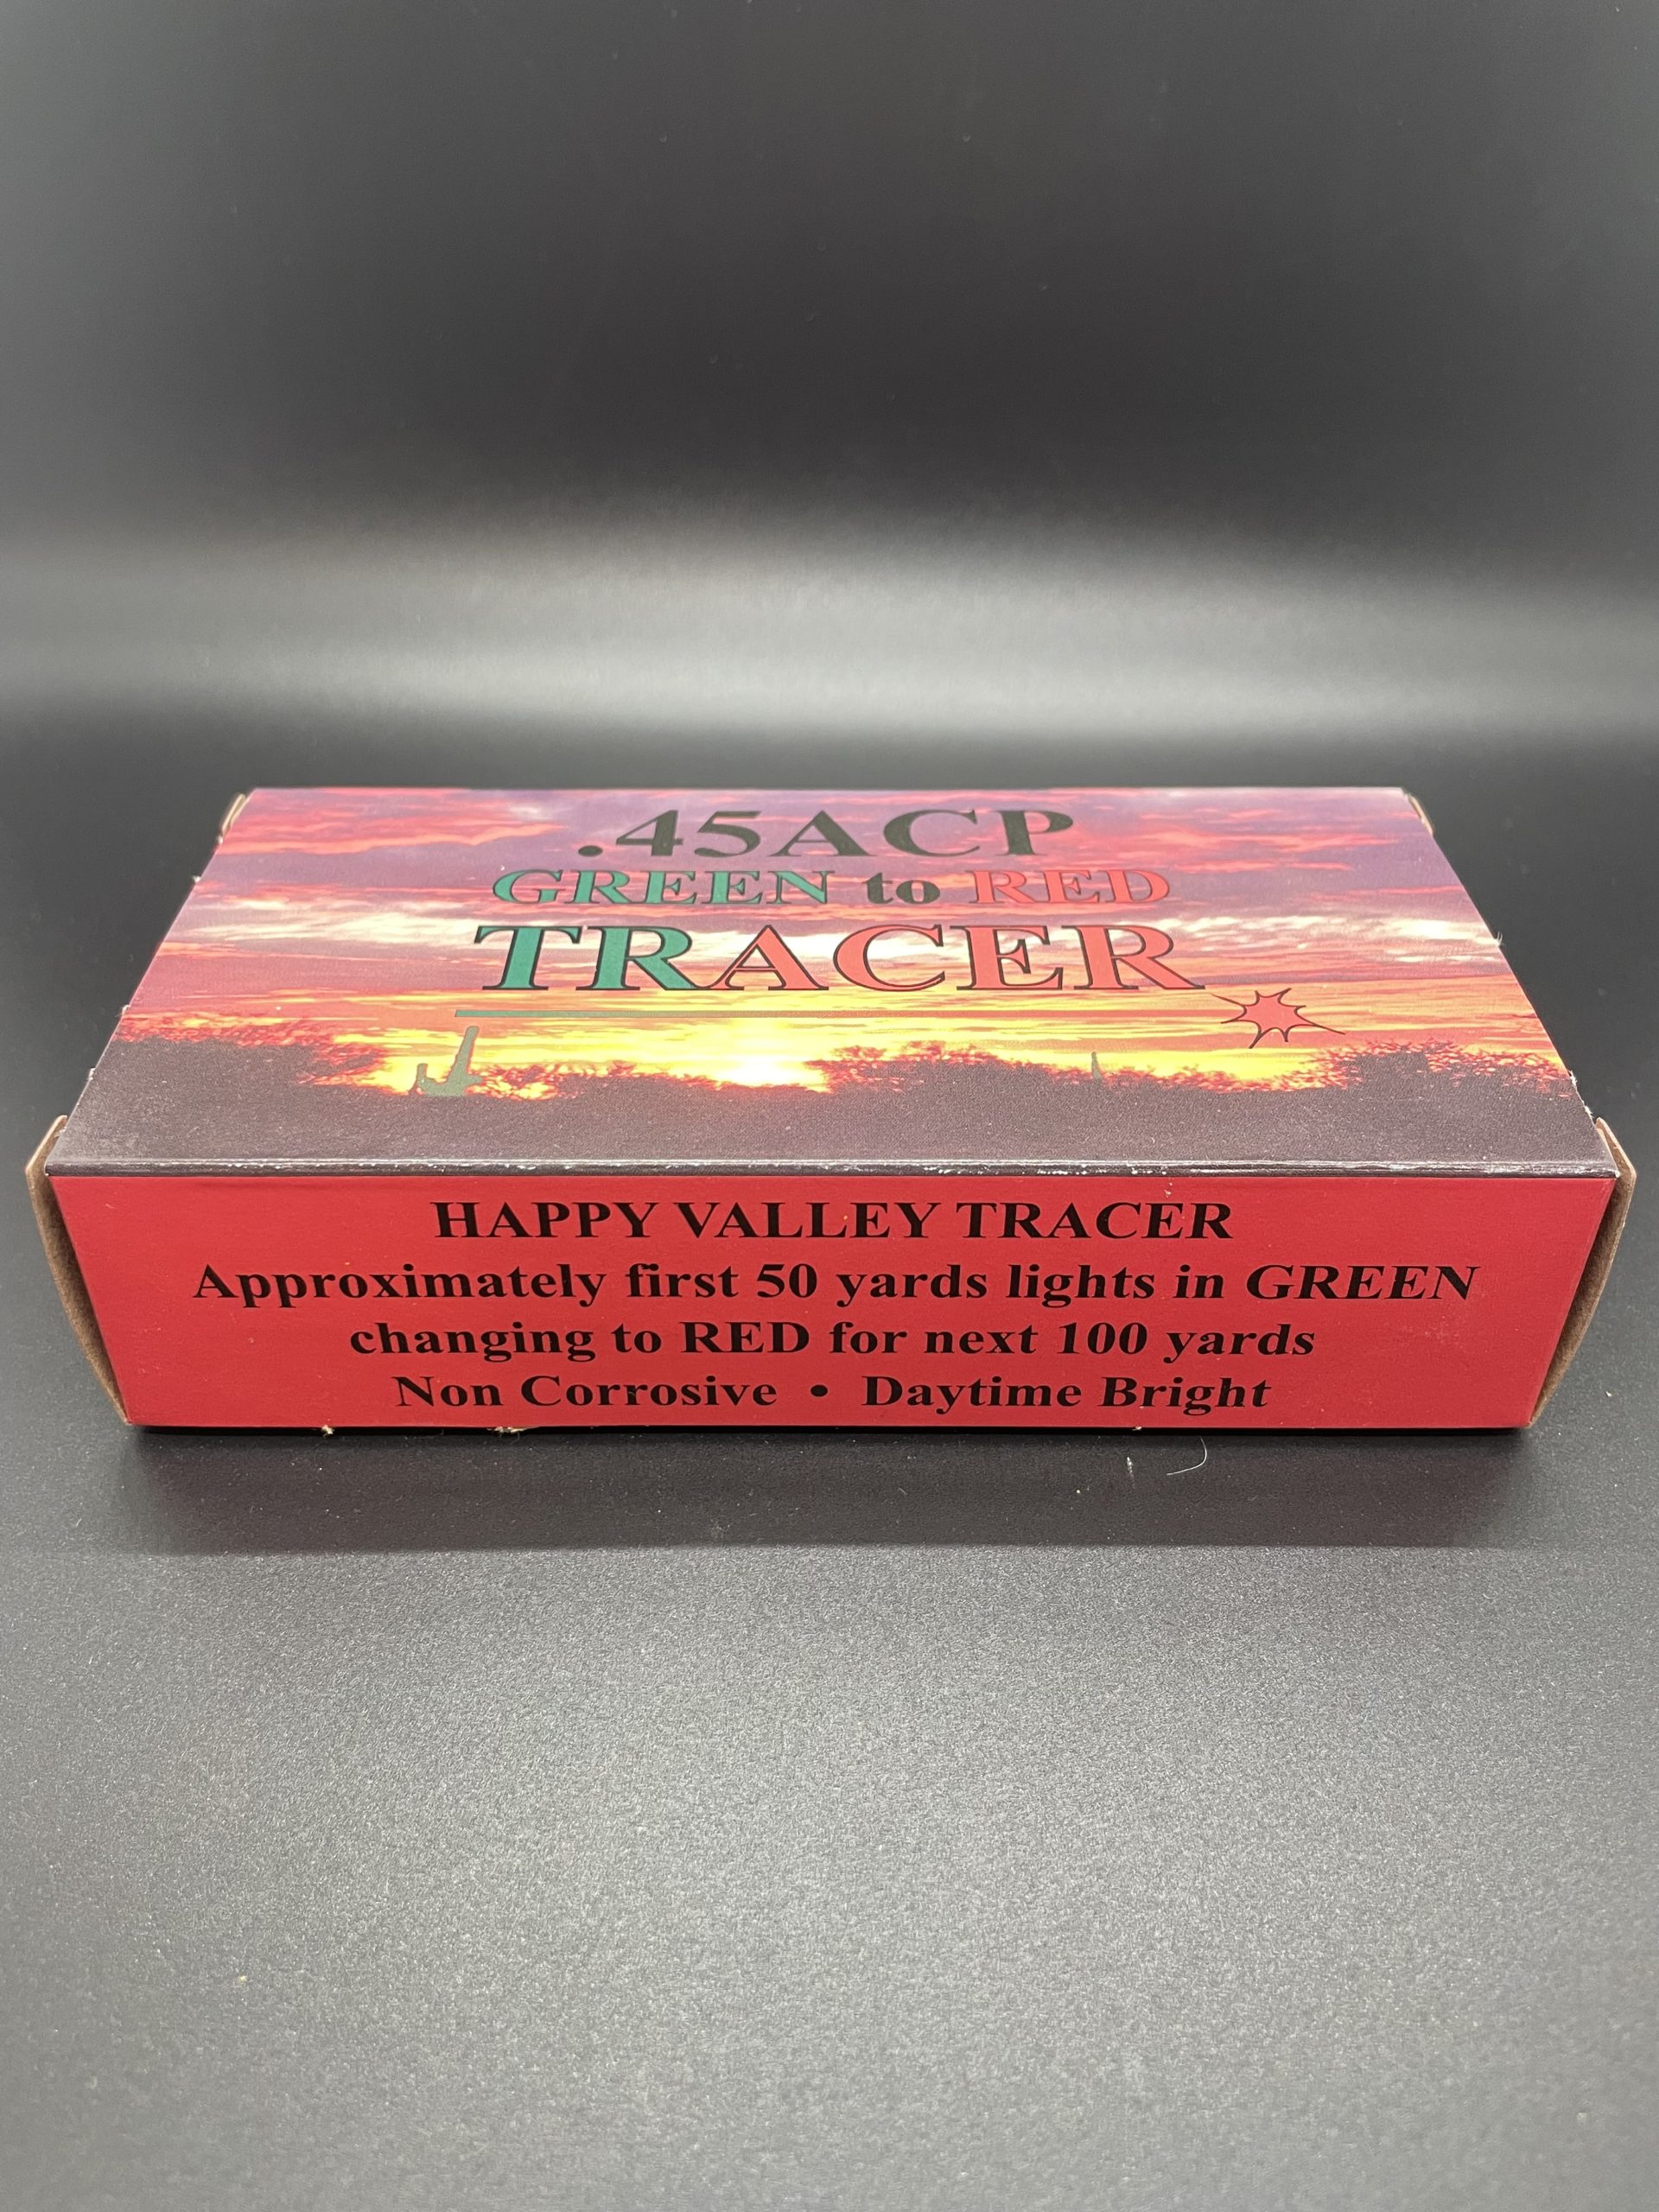 .45ACP
GREEN to RED
TRACER
HAPPY VALLEY TRACER
Approximately first 50 yards lights in GREEN
changing to RED for next 100 yards
Non Corrosive • Daytime Bright